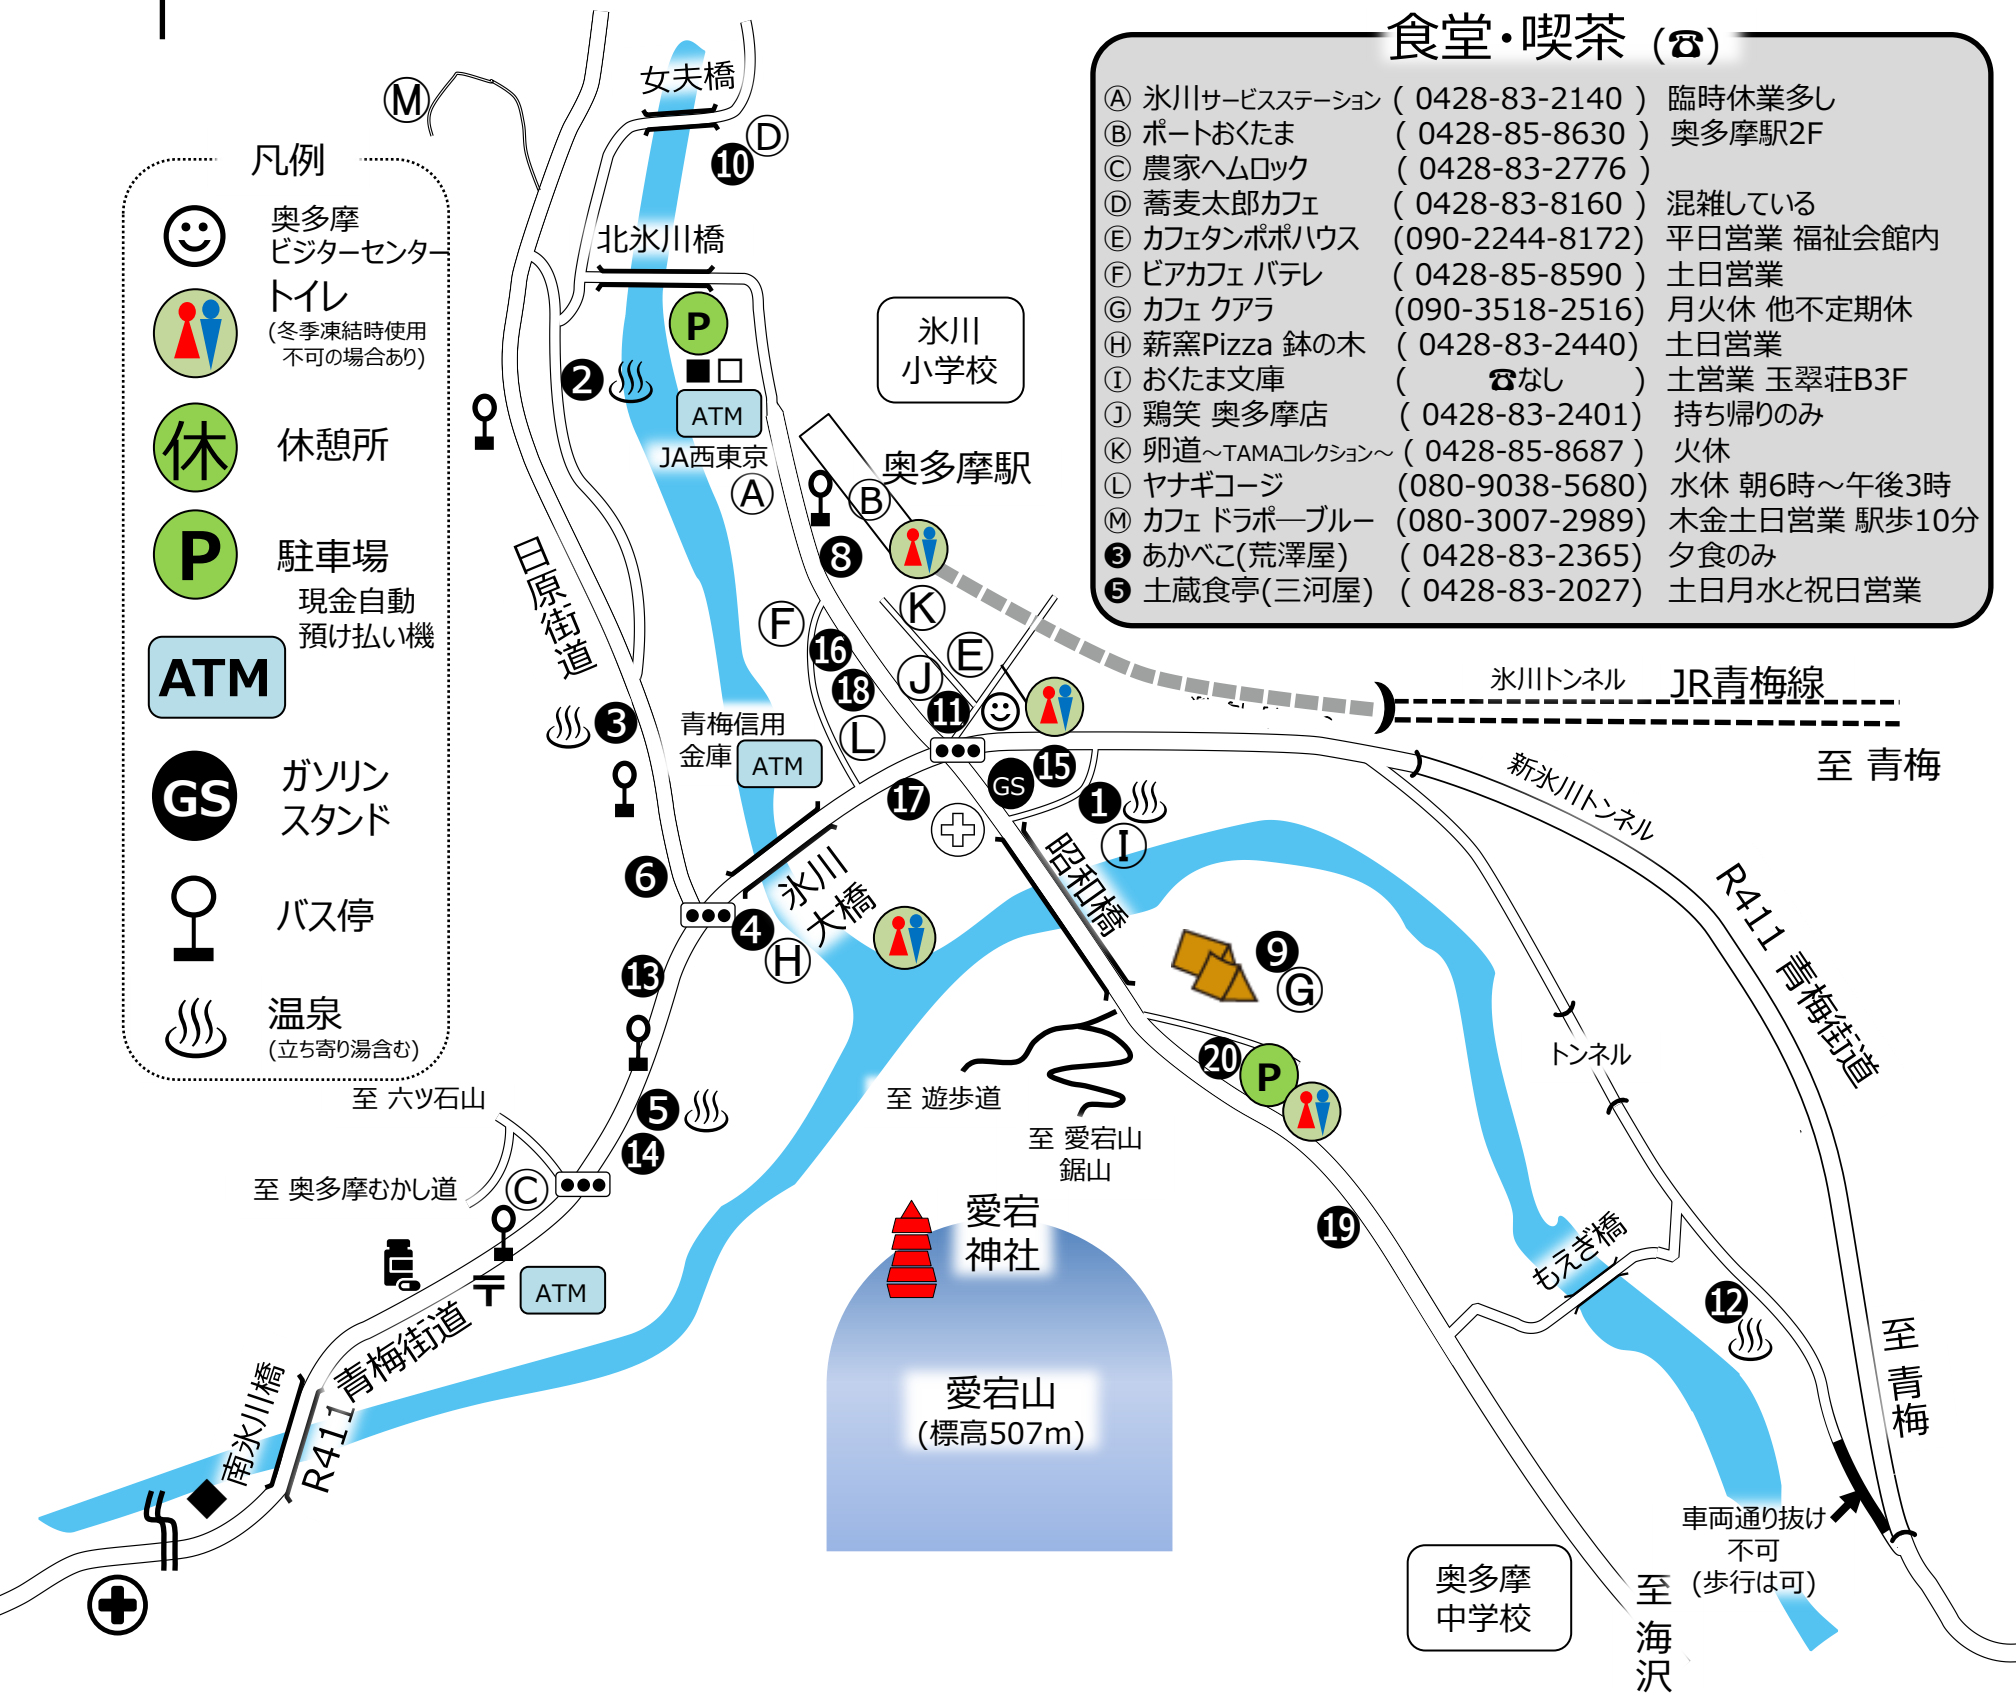 食堂・喫茶 (☎)
Ⓐ 氷川サービスステーション ( 0428-83-2140 ) 臨時休業多し
Ⓑ ポートおくたま ( 0428-85-8630 ) 奥多摩駅2F
Ⓒ 農家ヘムロック ( 0428-83-2776 )
Ⓓ 蕎麦太郎カフェ ( 0428-83-8160 ) 混雑している
Ⓔ カフェタンポポハウス (090-2244-8172) 平日営業 福祉会館内
Ⓕ ビアカフェ バテレ ( 0428-85-8590 ) 土日営業
Ⓖ カフェ クアラ (090-3518-2516) 月火休 他不定期休
Ⓗ 薪窯Pizza 鉢の木 ( 0428-83-2440) 土日営業
Ⓘ おくたま文庫 ( ☎なし ) 土営業 玉翠荘B3F
Ⓙ 鶏笑 奥多摩店 ( 0428-83-2401) 持ち帰りのみ
Ⓚ 卵道～TAMAコレクション～ ( 0428-85-8687 ) 火休
Ⓛ ヤナギコージ (080-9038-5680) 水休 朝6時～午後3時
Ⓜ カフェ ドラポーブルー (080-3007-2989) 木金土日営業 駅歩10分
❸ あかべこ(荒澤屋) ( 0428-83-2365) 夕食のみ
❺ 土蔵食亭(三河屋) ( 0428-83-2027) 土日月水と祝日営業
凡例
奥多摩
ビジターセンター
トイレ
(冬季凍結時使用
不可の場合あり)
休
休憩所
P
駐車場
現金自動
預け払い機
ATM
GS
ガソリン
スタンド
バス停
温泉
(立ち寄り湯含む)
Ⓜ
女夫橋
Ⓓ
❿
北氷川橋
P
■□
❷
ATM
JA西東京
Ⓐ
氷川
小学校
奥多摩駅
Ⓑ
❽
Ⓚ
日原街道
Ⓕ
⓰
⓲
Ⓔ
Ⓙ
⓫
Ⓛ
❸
青梅信用
金庫
ATM
氷川トンネル
JR青梅線
至 青梅
⓯
GS
⓱
❶
Ⓘ
新氷川トンネル
昭和橋
氷川
大橋
❻
❹
Ⓗ
⓭
❾
Ⓖ
R411 青梅街道
トンネル
⓴
P
至 遊歩道
至 愛宕山
鋸山
至 六ツ石山
❺
⓮
至 奥多摩むかし道
Ⓒ
〒
ATM
愛宕
神社
⓳
もえぎ橋
⓬
R411 青梅街道
南氷川橋
愛宕山
(標高507m)
至 青梅
車両通り抜け
不可
(歩行は可)
奥多摩
中学校
至 海沢